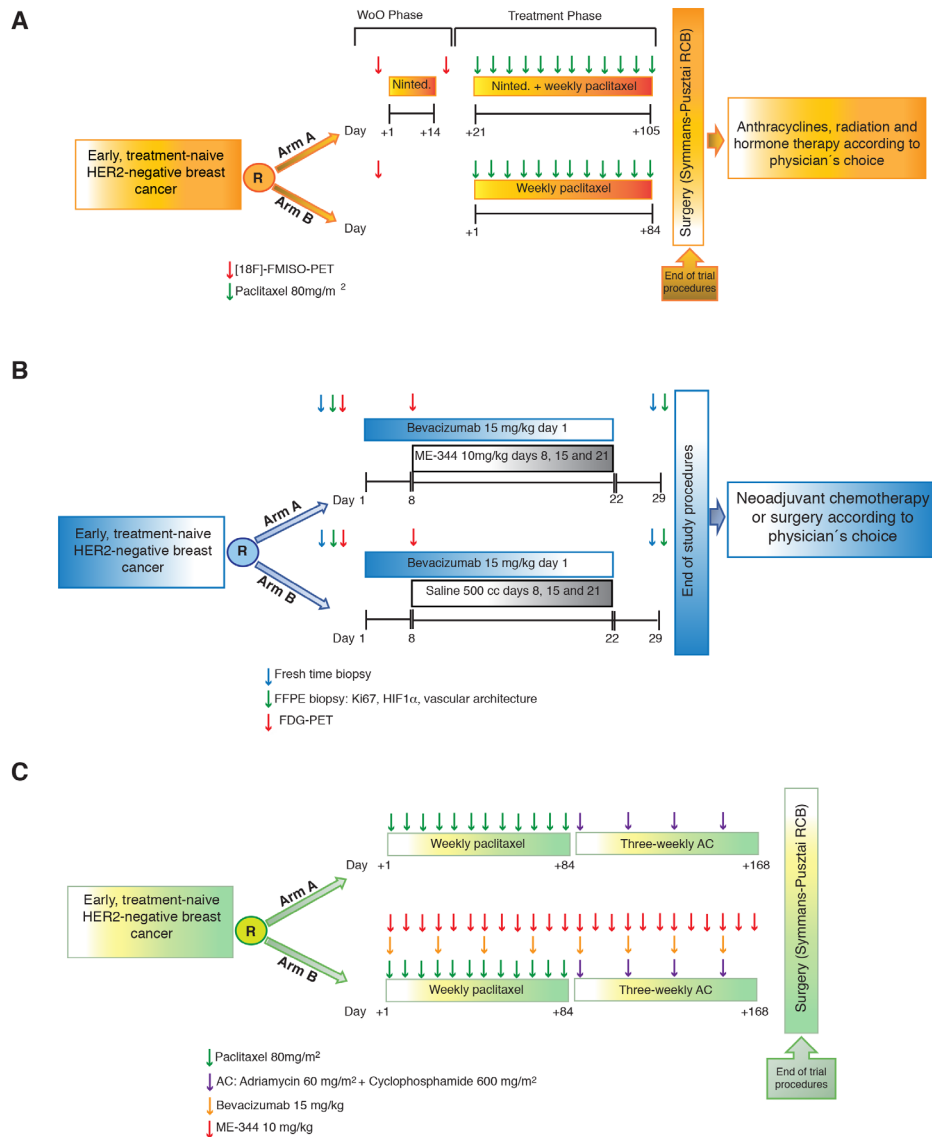 A
WoO Phase
Treatment Phase
Ninted.
Ninted. + weekly paclitaxel
Day
+1
+14
+21
+105
Arm A
Early, treatment-naive
HER2-negative breast
cancer
R
Arm B
Weekly paclitaxel
Day
+1
+84
Surgery (Symmans-Pusztai RCB)
Anthracyclines, radiation and
hormone therapy according to
physician´s choice
End of trial
procedures
[18F]-FMISO-PET
Paclitaxel 80mg/m 2
B
Bevacizumab 15 mg/kg day 1
ME-344 10mg/kg days 8, 15 and 21
Day 1
8
22
29
Arm A
Early, treatment-naive
HER2-negative breast
cancer
R
Arm B
Bevacizumab 15 mg/kg day 1
Saline 500 cc days 8, 15 and 21
Day 1
8
22
29
End of study procedures
Neoadjuvant chemotherapy
or surgery according to
physician´s choice
Fresh time biopsy
FFPE biopsy: Ki67, HIF1α, vascular architecture
FDG-PET
C
Weekly paclitaxel
Three-weekly AC
Day
+1
+84
+168
Arm A
Early, treatment-naive
HER2-negative breast
cancer
R
Arm B
Weekly paclitaxel
Three-weekly AC
Day
+1
+84
+168
Surgery (Symmans-Pusztai RCB)
End of trial
procedures
Paclitaxel 80mg/m²
AC: Adriamycin 60 mg/m² + Cyclophosphamide 600 mg/m²
Bevacizumab 15 mg/kg
ME-344 10 mg/kg